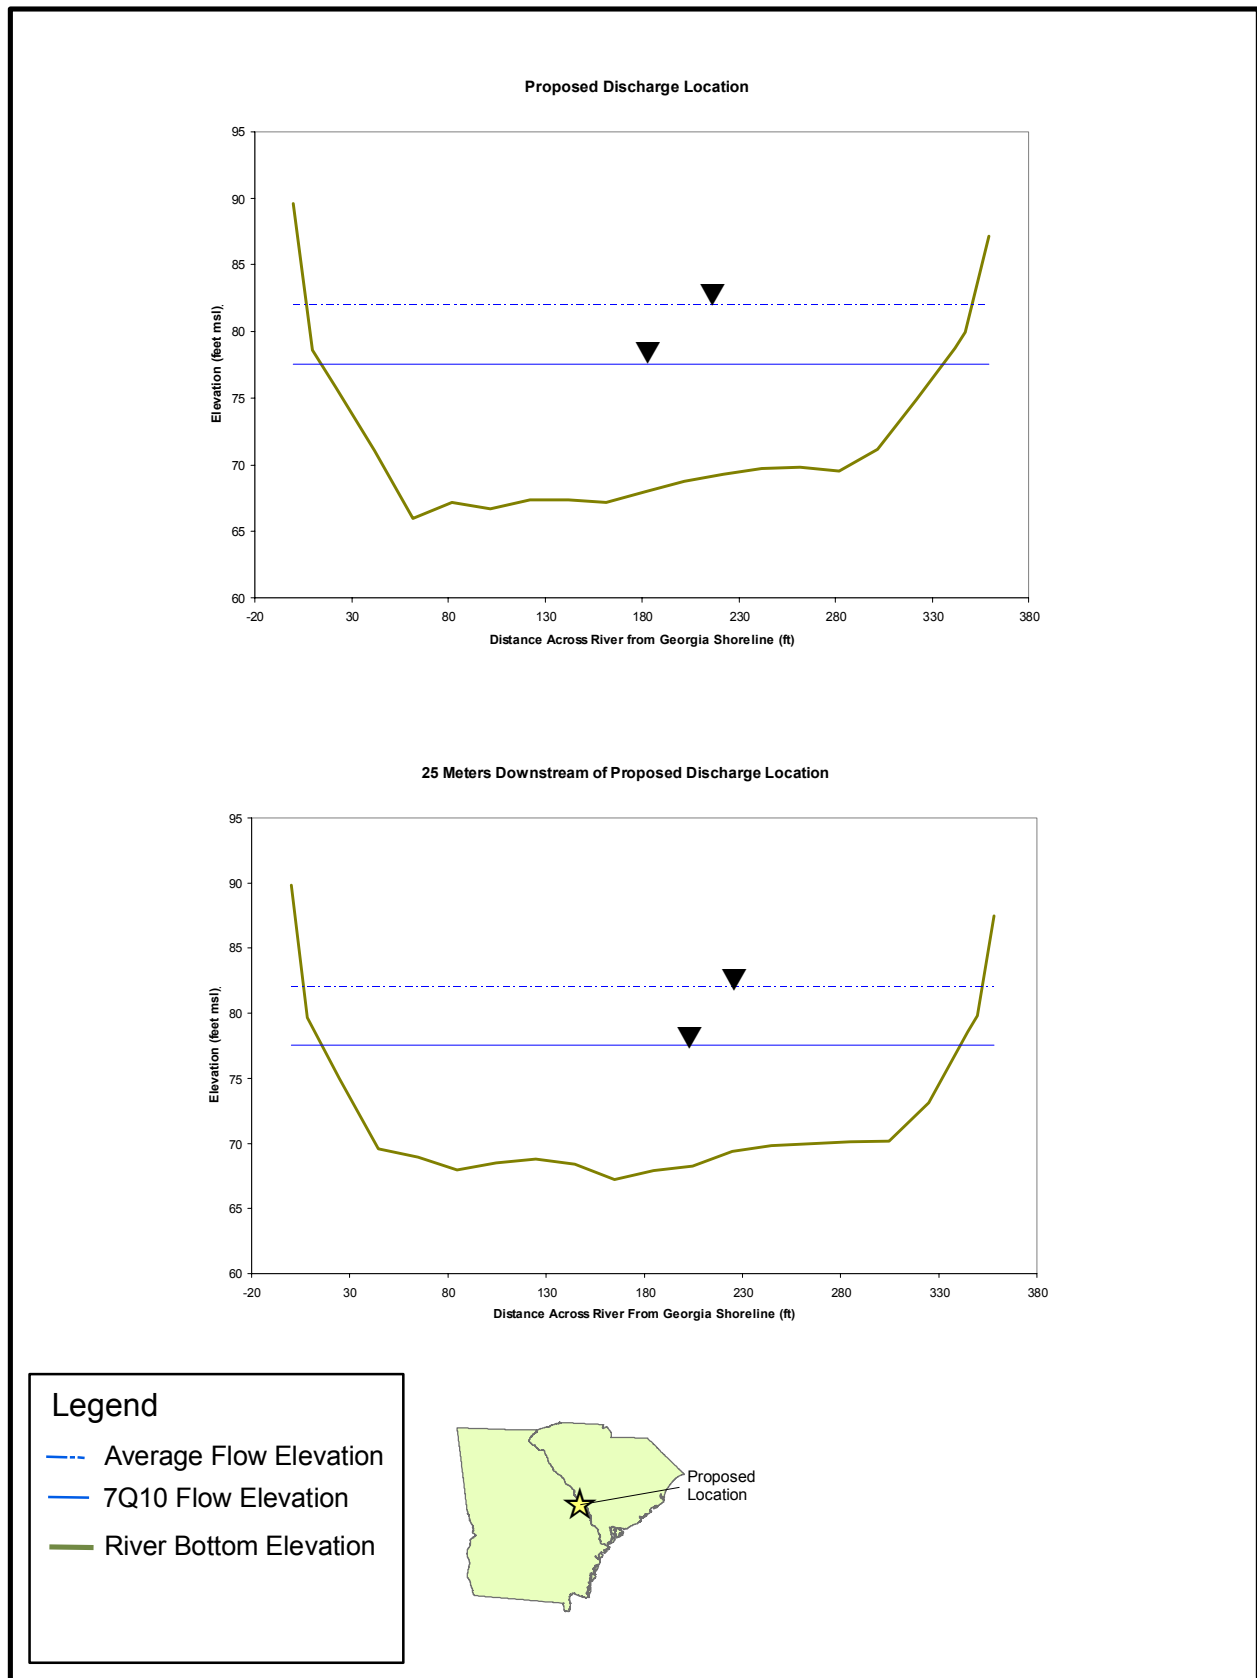 Proposed Discharge Location
95
90
85
80
75
70
65
60
Elevation (feet msl)
-20 30 80 130 180 230 280 330 380
Distance Across River from Georgia Shoreline (ft)
25 Meters Downstream of Proposed Discharge Location
95
90
85
80
75
70
65
60
Elevation (feet msl)
-20 30 80 130 180 230 280 330 380
Distance Across River From Georgia Shoreline (ft)
Legend
Average Flow Elevation
7Q10 Flow Elevation
River Bottom Elevation
Proposed
Location